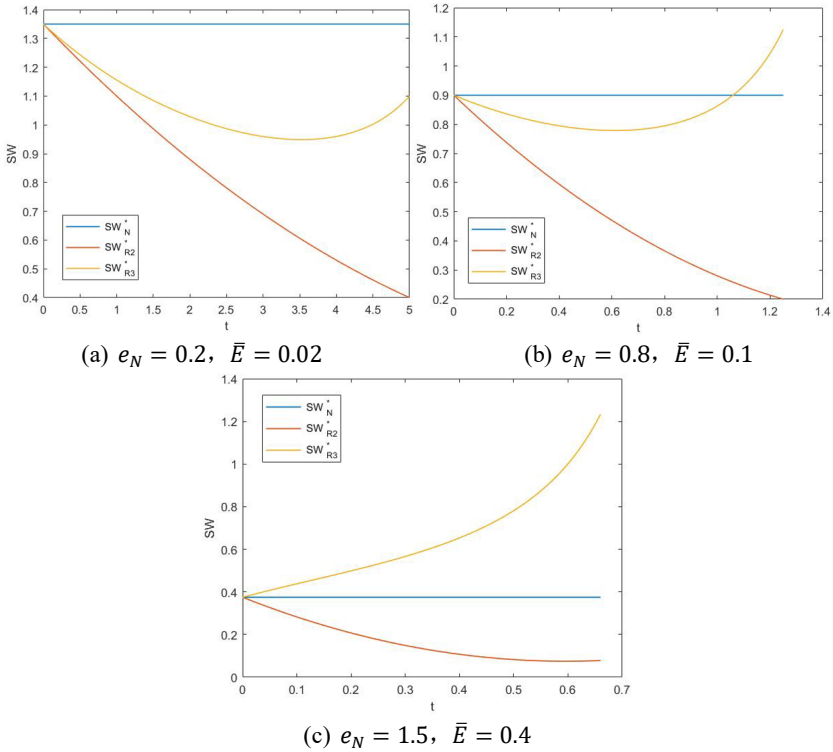 1.4
1.3
1.2
1.1
1
0.9
0.8
0.7
0.6
0.5
0.4
SW
SW*N
SW*R2
SW*R3
0 0.5 1 1.5 2 2.5 3 3.5 4 4.5 5
t
(a) eN = 0.2, Ē = 0.02
1.2
1.1
1
0.9
0.8
0.7
0.6
0.5
0.4
0.3
0.2
SW
SW*N
SW*R2
SW*R3
0 0.2 0.4 0.6 0.8 1 1.2 1.4
t
(b) eN = 0.8, Ē = 0.1
1.4
1.2
1
0.8
0.6
0.4
0.2
0
SW
SW*N
SW*R2
SW*R3
0 0.1 0.2 0.3 0.4 0.5 0.6 0.7
t
(c) eN = 1.5, Ē = 0.4